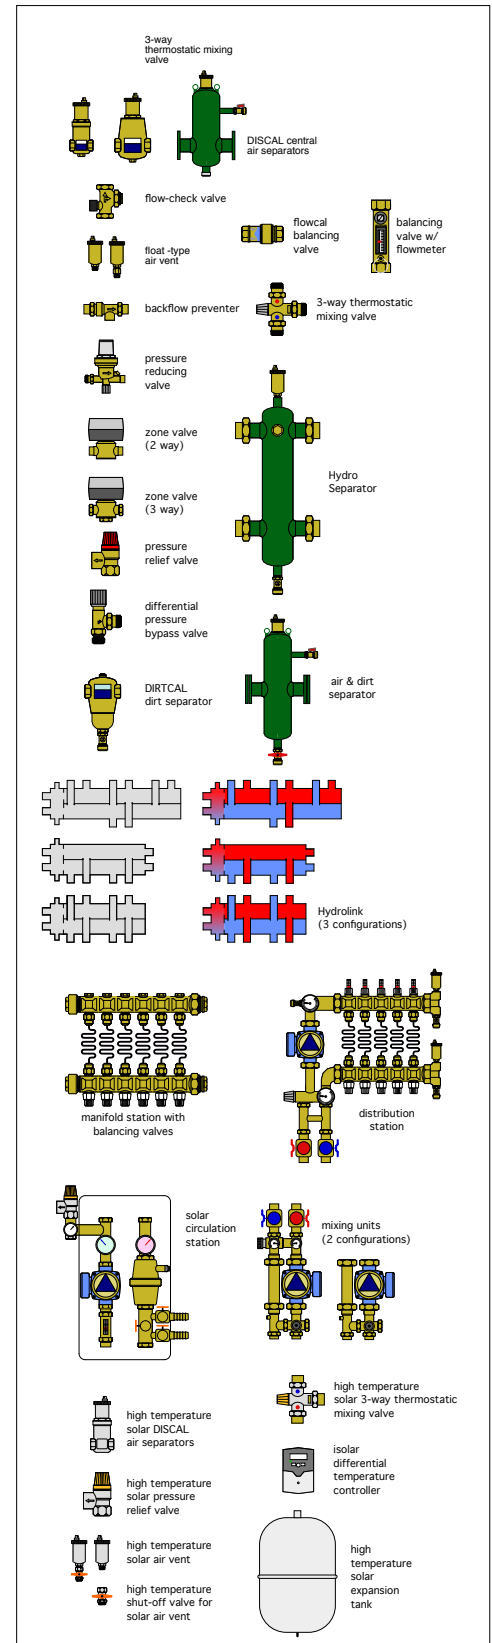 3-way
thermostatic mixing
valve
DISCAL central
air separators
flow-check valve
flowcal
balancing
valve
balancing
valve w/
flowmeter
float -type
air vent
backflow preventer
3-way thermostatic
mixing valve
pressure
reducing
valve
zone valve
(2 way)
Hydro
Separator
zone valve
(3 way)
pressure
relief valve
differential
pressure
bypass valve
DIRTCAL
dirt separator
air & dirt
separator
Hydrolink
(3 configurations)
manifold station with
balancing valves
distribution
station
solar
circulation
station
mixing units
(2 configurations)
high temperature
solar 3-way thermostatic
mixing valve
high temperature
solar DISCAL
air separators
isolar
differential
temperature
controller
high temperature
solar pressure
relief valve
high temperature
solar air vent
high
temperature
solar
expansion
tank
high temperature
shut-off valve for
solar air vent